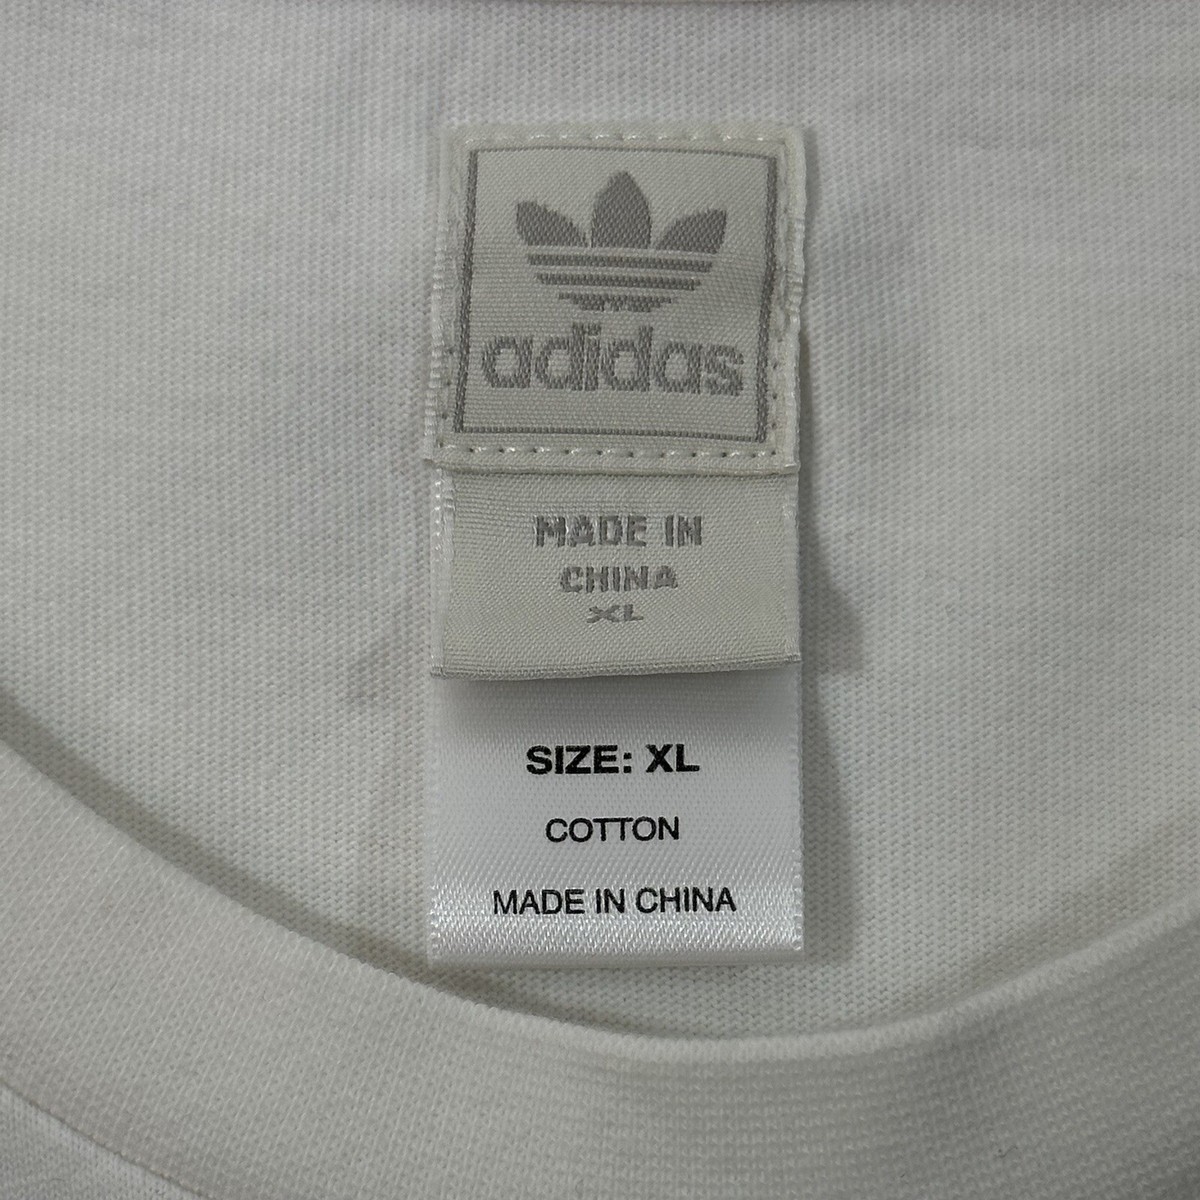 adidas
MADE IN
CHINA
XL
SIZE: XL
COTTON
MADE IN CHINA